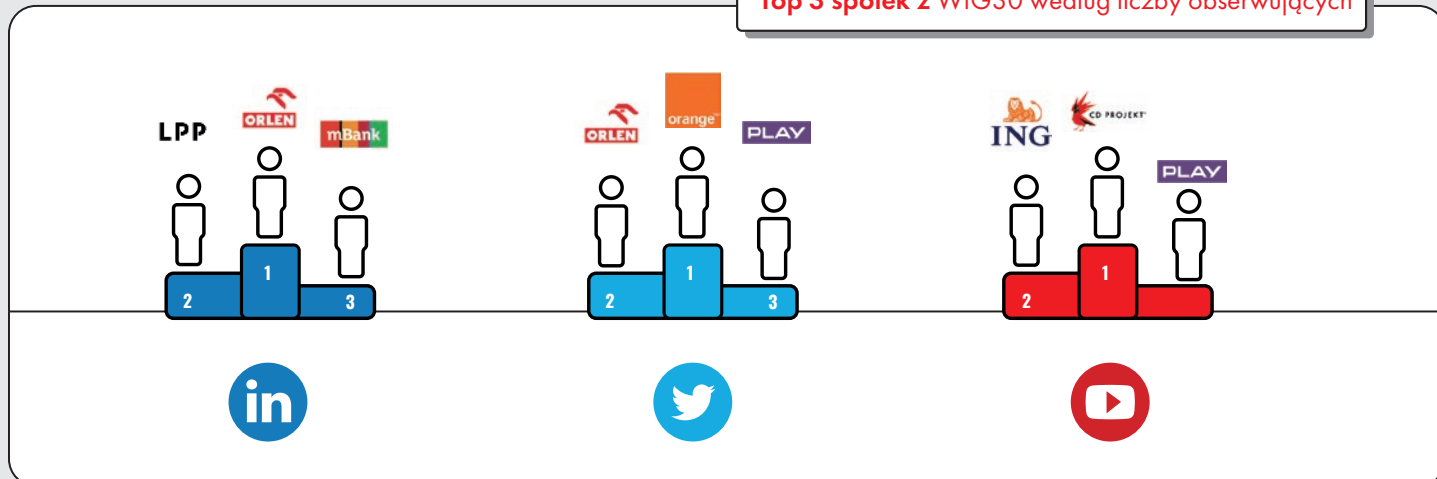 Top 3 spółek z WIG30 według liczby obserwujących
LPP
ORLEN
mBank
ORLEN
orange
PLAY
ING
CD PROJEKT
PLAY
1
2
3
1
2
3
1
2
in